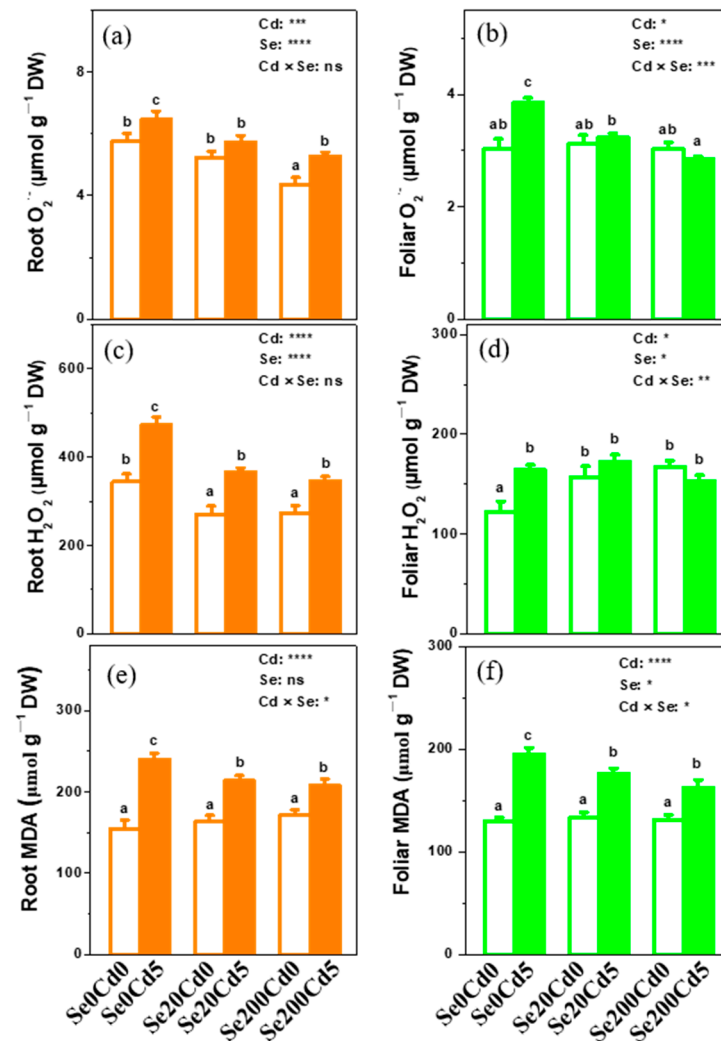 (a)
Cd: ***
Se: ****
Cd × Se: ns
Root O₂˙⁻ (μmol g⁻¹ DW)
8
4
0
b
c
b
b
a
b
(b)
Cd: *
Se: ****
Cd × Se: ***
Foliar O₂˙⁻ (μmol g⁻¹ DW)
4
2
0
ab
c
ab
b
ab
a
(c)
Cd: ****
Se: ****
Cd × Se: ns
Root H₂O₂ (μmol g⁻¹ DW)
600
400
200
0
b
c
a
b
a
b
(d)
Cd: *
Se: *
Cd × Se: **
Foliar H₂O₂ (μmol g⁻¹ DW)
300
200
100
0
a
b
b
b
b
b
(e)
Cd: ****
Se: ns
Cd × Se: *
Root MDA (μmol g⁻¹ DW)
300
200
100
0
a
c
a
b
a
b
(f)
Cd: ****
Se: *
Cd × Se: *
Foliar MDA (μmol g⁻¹ DW)
300
200
100
0
a
c
a
b
a
b
Se0Cd0
Se0Cd5
Se20Cd0
Se20Cd5
Se200Cd0
Se200Cd5
Se0Cd0
Se0Cd5
Se20Cd0
Se20Cd5
Se200Cd0
Se200Cd5